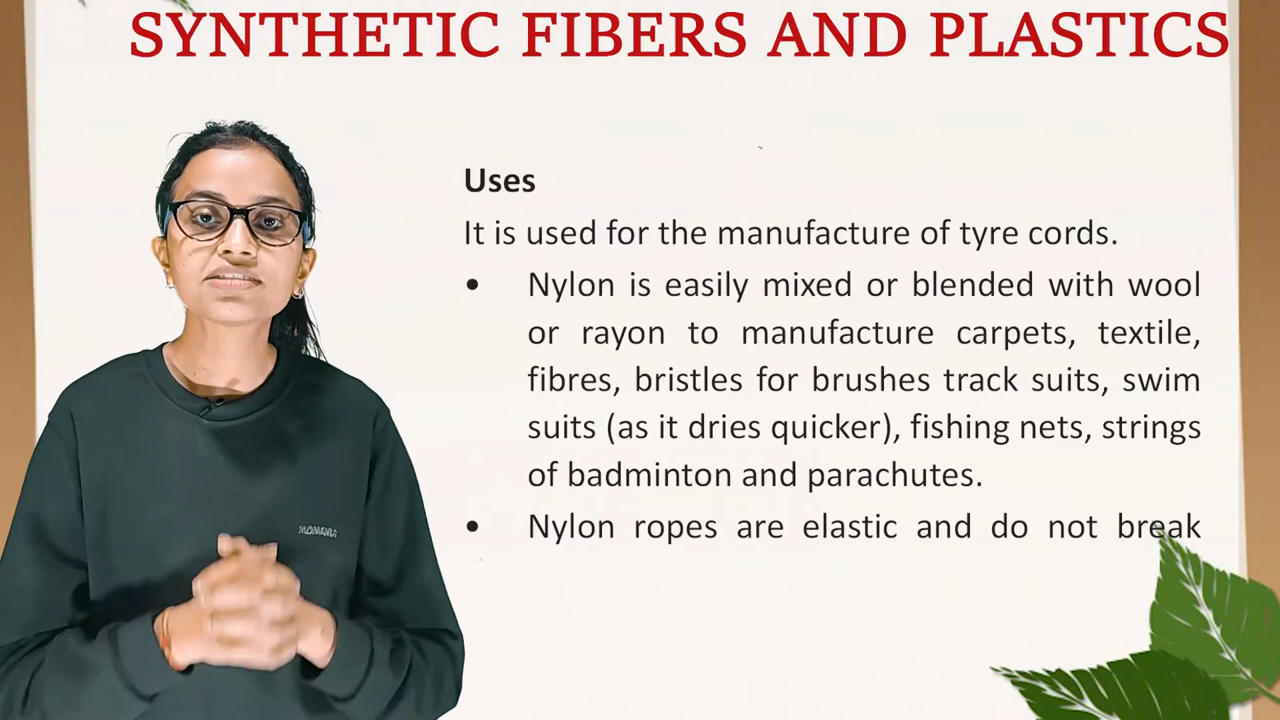 SYNTHETIC FIBERS AND PLASTICS
Uses
It is used for the manufacture of tyre cords.
• Nylon is easily mixed or blended with wool
or rayon to manufacture carpets, textile,
fibres, bristles for brushes track suits, swim
suits (as it dries quicker), fishing nets, strings
of badminton and parachutes.
• Nylon ropes are elastic and do not break